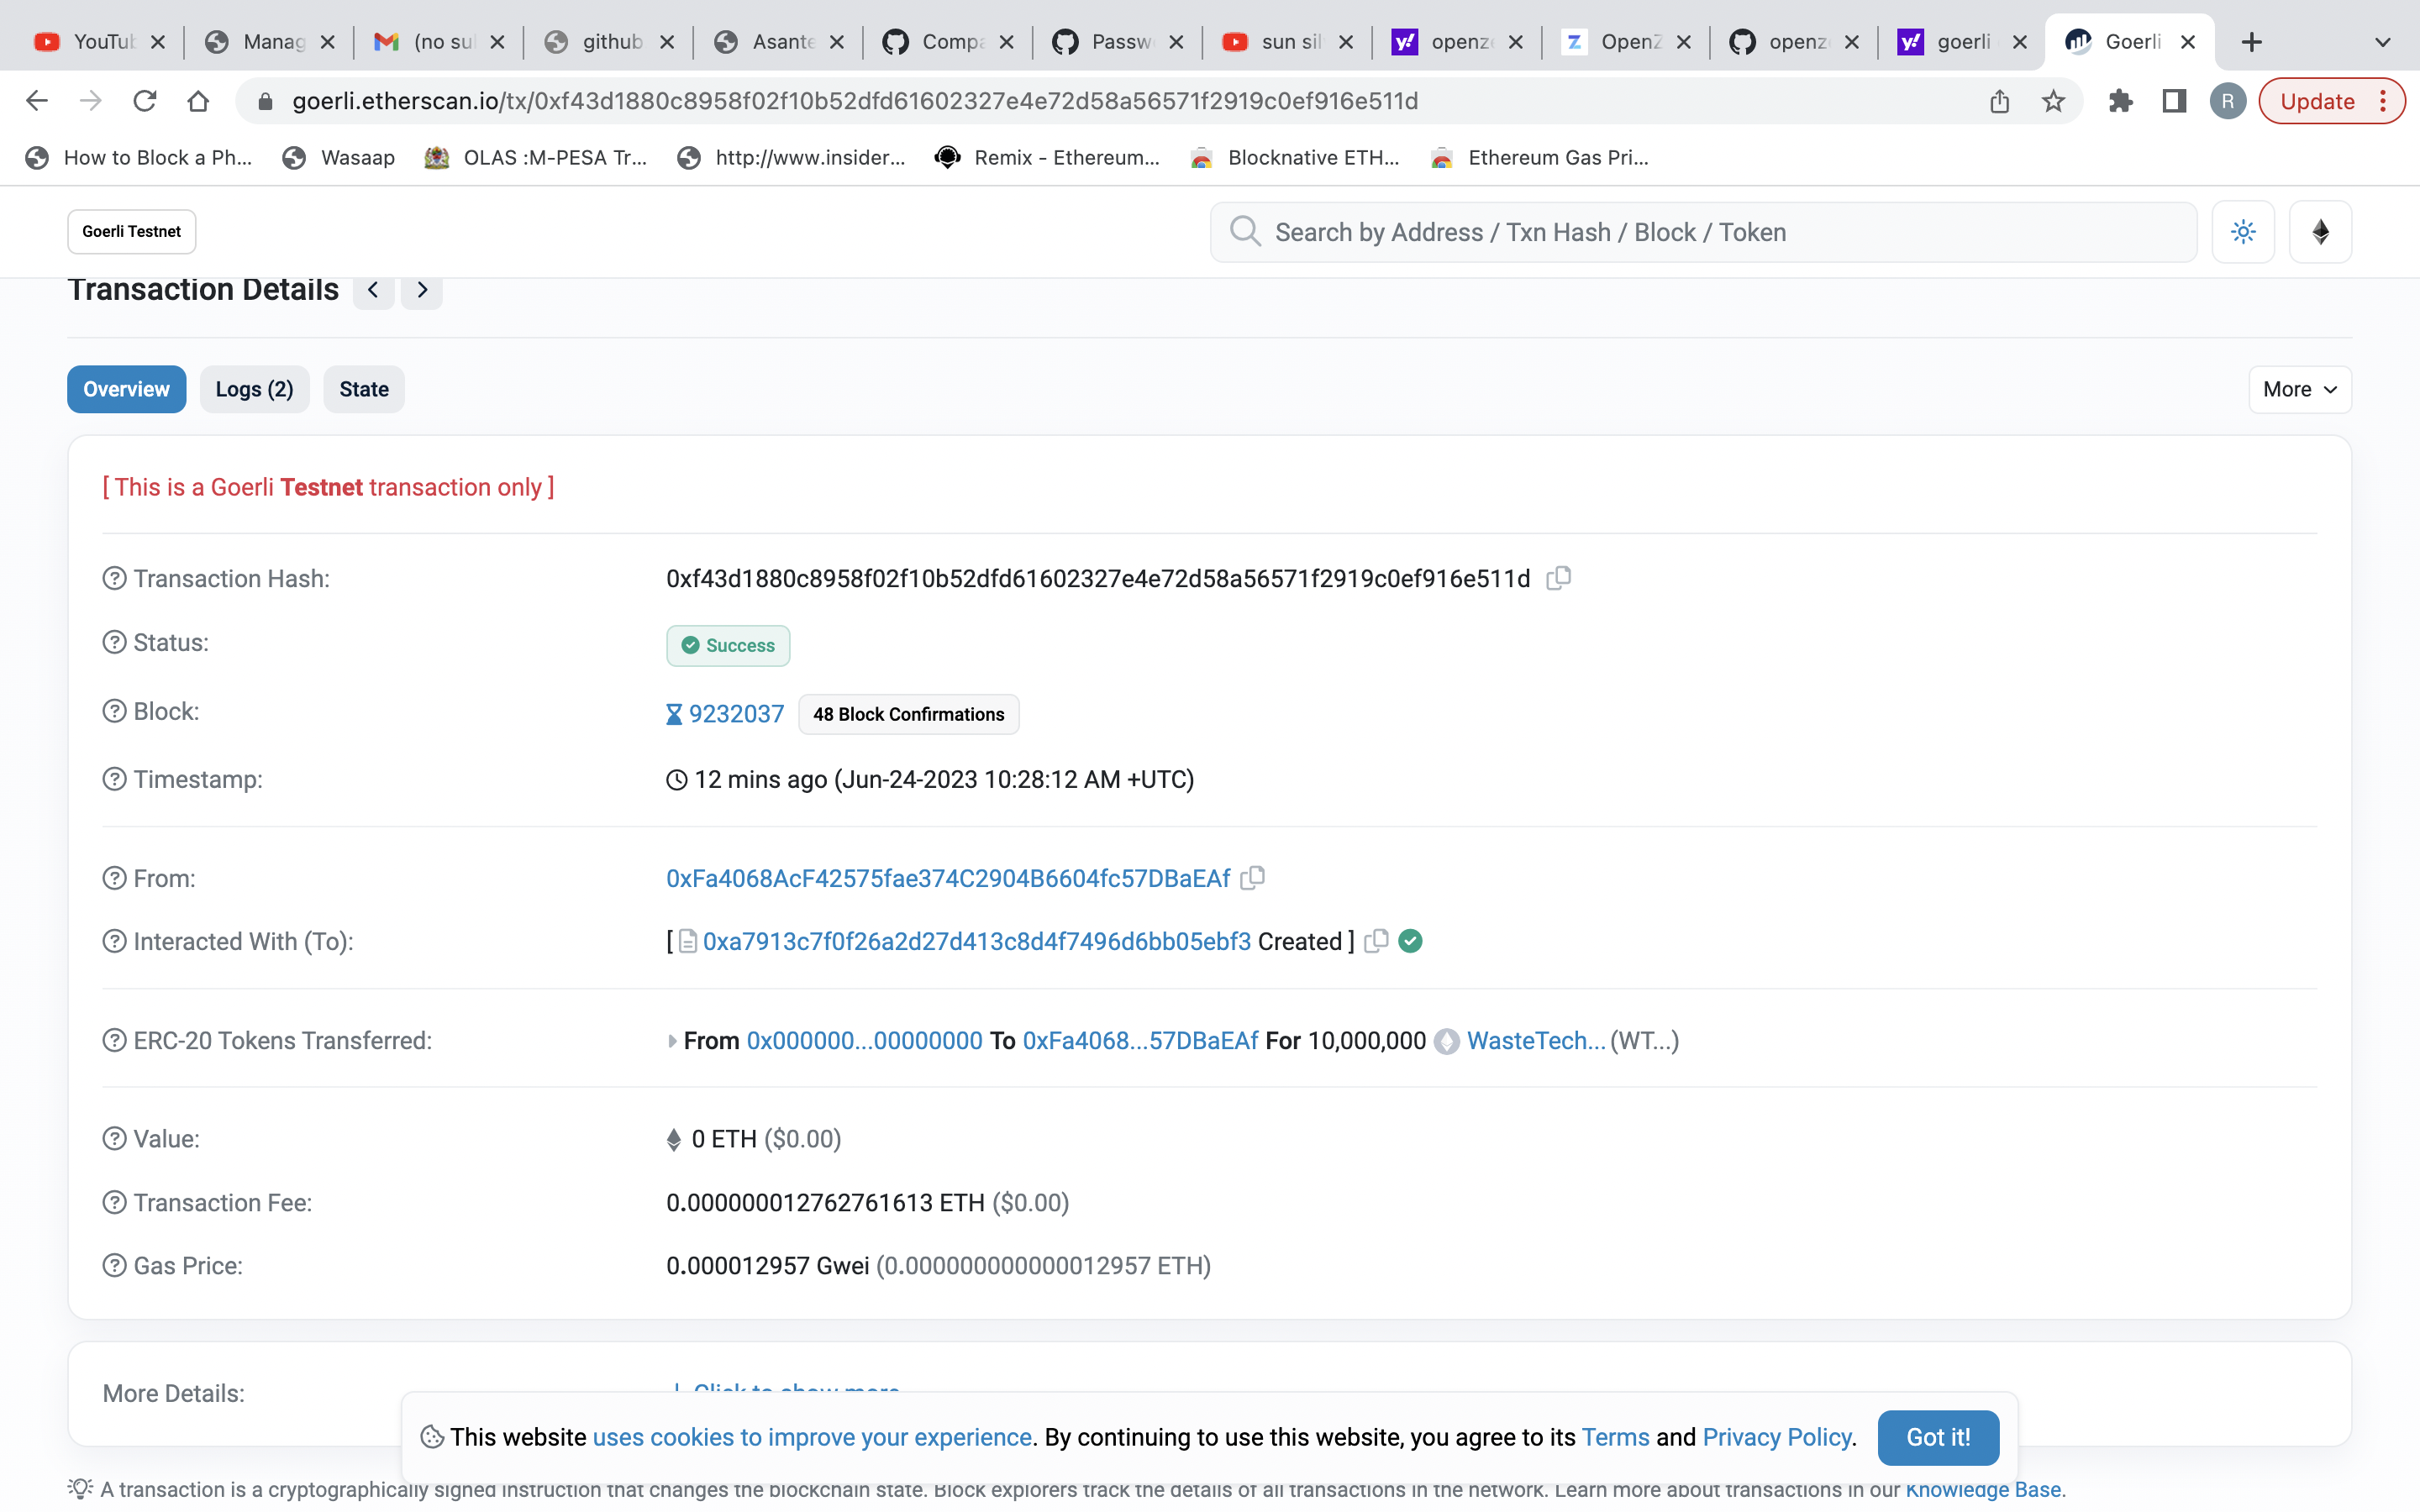 YouTub
Manag
(no sul
github
Asante
Compa
Passw
sun sil
openze
OpenZ
openz
goerli
Goerli
goerli.etherscan.io/tx/0xf43d1880c8958f02f10b52dfd61602327e4e72d58a56571f2919c0ef916e511d
R
Update
How to Block a Ph...
Wasaap
OLAS :M-PESA Tr...
http://www.insider...
Remix - Ethereum...
Blocknative ETH...
Ethereum Gas Pri...
Goerli Testnet
Search by Address / Txn Hash / Block / Token
Transaction Details
Overview
Logs (2)
State
More
[ This is a Goerli Testnet transaction only ]
Transaction Hash:
0xf43d1880c8958f02f10b52dfd61602327e4e72d58a56571f2919c0ef916e511d
Status:
Success
Block:
9232037
48 Block Confirmations
Timestamp:
12 mins ago (Jun-24-2023 10:28:12 AM +UTC)
From:
0xFa4068AcF42575fae374C2904B6604fc57DBaEAf
Interacted With (To):
[ 0xa7913c7f0f26a2d27d413c8d4f7496d6bb05ebf3 Created ]
ERC-20 Tokens Transferred:
From 0x000000...00000000 To 0xFa4068...57DBaEAf For 10,000,000 WasteTech... (WT...)
Value:
0 ETH ($0.00)
Transaction Fee:
0.000000012762761613 ETH ($0.00)
Gas Price:
0.000012957 Gwei (0.000000000000012957 ETH)
More Details:
Click to show more
This website uses cookies to improve your experience. By continuing to use this website, you agree to its Terms and Privacy Policy.
Got it!
A transaction is a cryptographically signed instruction that changes the blockchain state. Block explorers track the details of all transactions in the network. Learn more about transactions in our Knowledge Base.